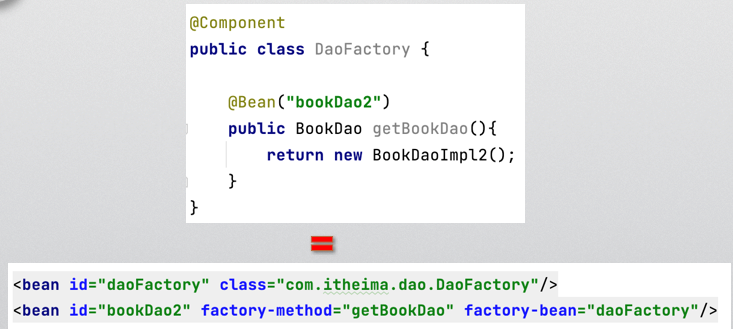 @Component
public class DaoFactory {
@Bean("bookDao2")
public BookDao getBookDao(){
return new BookDaoImpl2();
}
}
=
<bean id="daoFactory" class="com.itheima.dao.DaoFactory"/>
<bean id="bookDao2" factory-method="getBookDao" factory-bean="daoFactory"/>